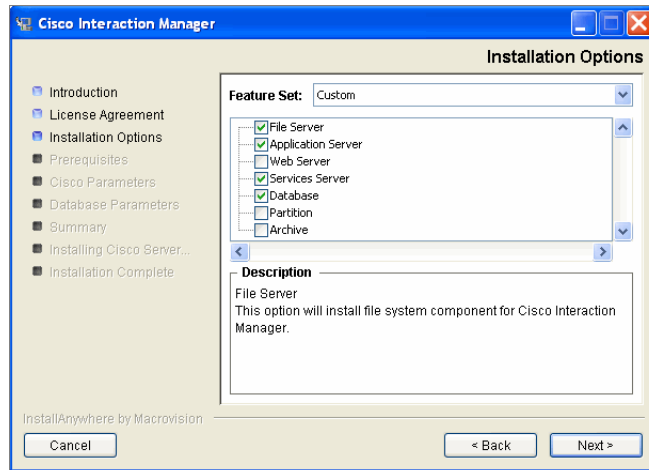 Cisco Interaction Manager
Installation Options
Introduction
License Agreement
Installation Options
Prerequisites
Cisco Parameters
Database Parameters
Summary
Installing Cisco Server...
Installation Complete
Feature Set: Custom
File Server
Application Server
Web Server
Services Server
Database
Partition
Archive
Description
File Server
This option will install file system component for Cisco Interaction
Manager.
InstallAnywhere by Macrovision
Cancel
< Back
Next >